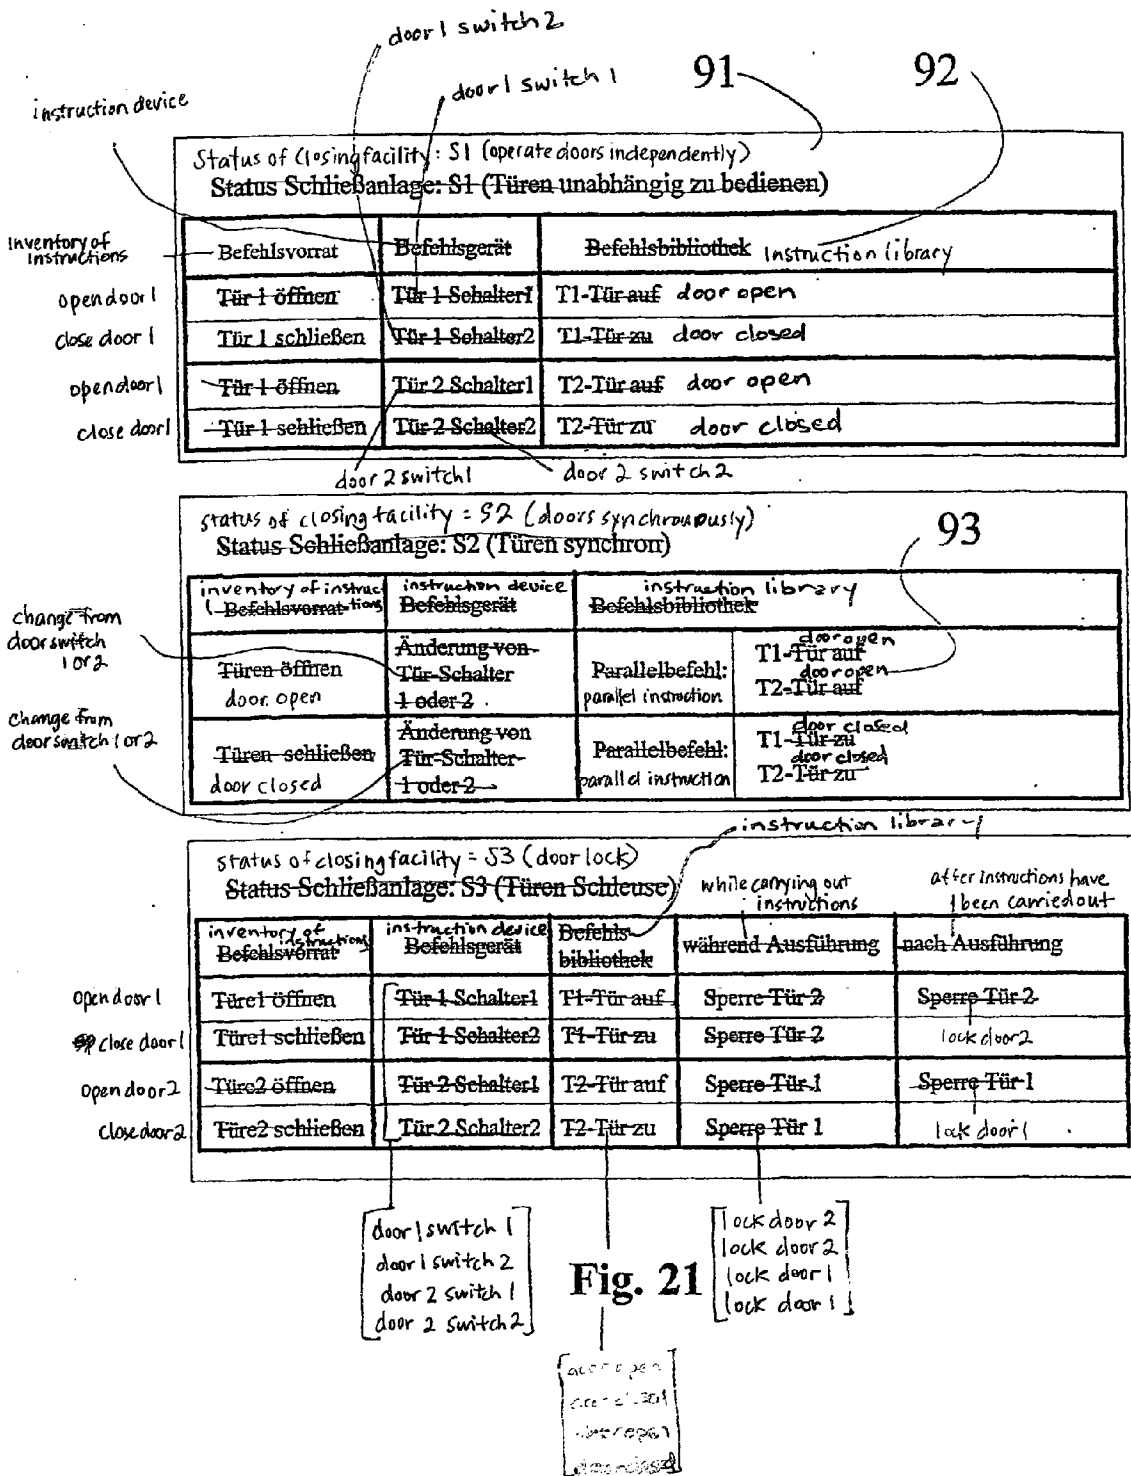 door 1 switch 2
door 1 switch 1
91
92
instruction device
Status of Closing facility: S1 (operate doors independently)
Status Schließanlage: S1 (Türen unabhängig zu bedienen)
Inventory of Instructions
Befehlsvorrat Befehlsgerät Befehlsbibliothek Instruction library
open door 1 Tür 1 öffnen Tür 1 Schalter1 T1-Tür auf door open
close door 1 Tür 1 schließen Tür 1 Schalter2 T1-Tür zu door closed
open door 1 Tür 1 öffnen Tür 2 Schalter1 T2-Tür auf door open
close door 1 Tür 1 schließen Tür 2 Schalter2 T2-Tür zu door closed
door 2 switch 1
door 2 switch 2
status of closing facility = S2 (doors synchronously)
Status Schließanlage: S2 (Türen synchron)
93
inventory of instructions instruction device instruction library
Befehlsvorrat Befehlsgerät Befehlsbibliothek
change from door switch 1 or 2
Türen öffnen
door open
Änderung von
Tür-Schalter
1 oder 2
Parallelbefehl:
parallel instruction
door open
T1-Tür auf
door open
T2-Tür auf
Change from door switch 1 or 2
Türen schließen
door closed
Änderung von
Tür-Schalter
1 oder 2
Parallelbefehl:
parallel instruction
door closed
T1-Tür zu
door closed
T2-Tür zu
instruction library
status of closing facility = S3 (door lock)
Status Schließanlage: S3 (Türen Schleuse)
while carrying out instructions
after instructions have been carried out
inventory of instructions instruction device
Befehlsvorrat Befehlsgerät Befehls-bibliothek während Ausführung nach Ausführung
open door 1 Türe1 öffnen Tür 1 Schalter1 T1-Tür auf Sperre Tür 2 Sperre Tür 2
close door 1 Türe1 schließen Tür 1 Schalter2 T1-Tür zu Sperre Tür 2 lock door 2
open door 2 Türe2 öffnen Tür 2 Schalter1 T2-Tür auf Sperre Tür 1 Sperre Tür 1
close door 2 Türe2 schließen Tür 2 Schalter2 T2-Tür zu Sperre Tür 1 lock door 1
door 1 switch 1
door 1 switch 2
door 2 switch 1
door 2 switch 2
Fig. 21
lock door 2
lock door 2
lock door 1
lock door 1
door open
door closed
door open
door closed